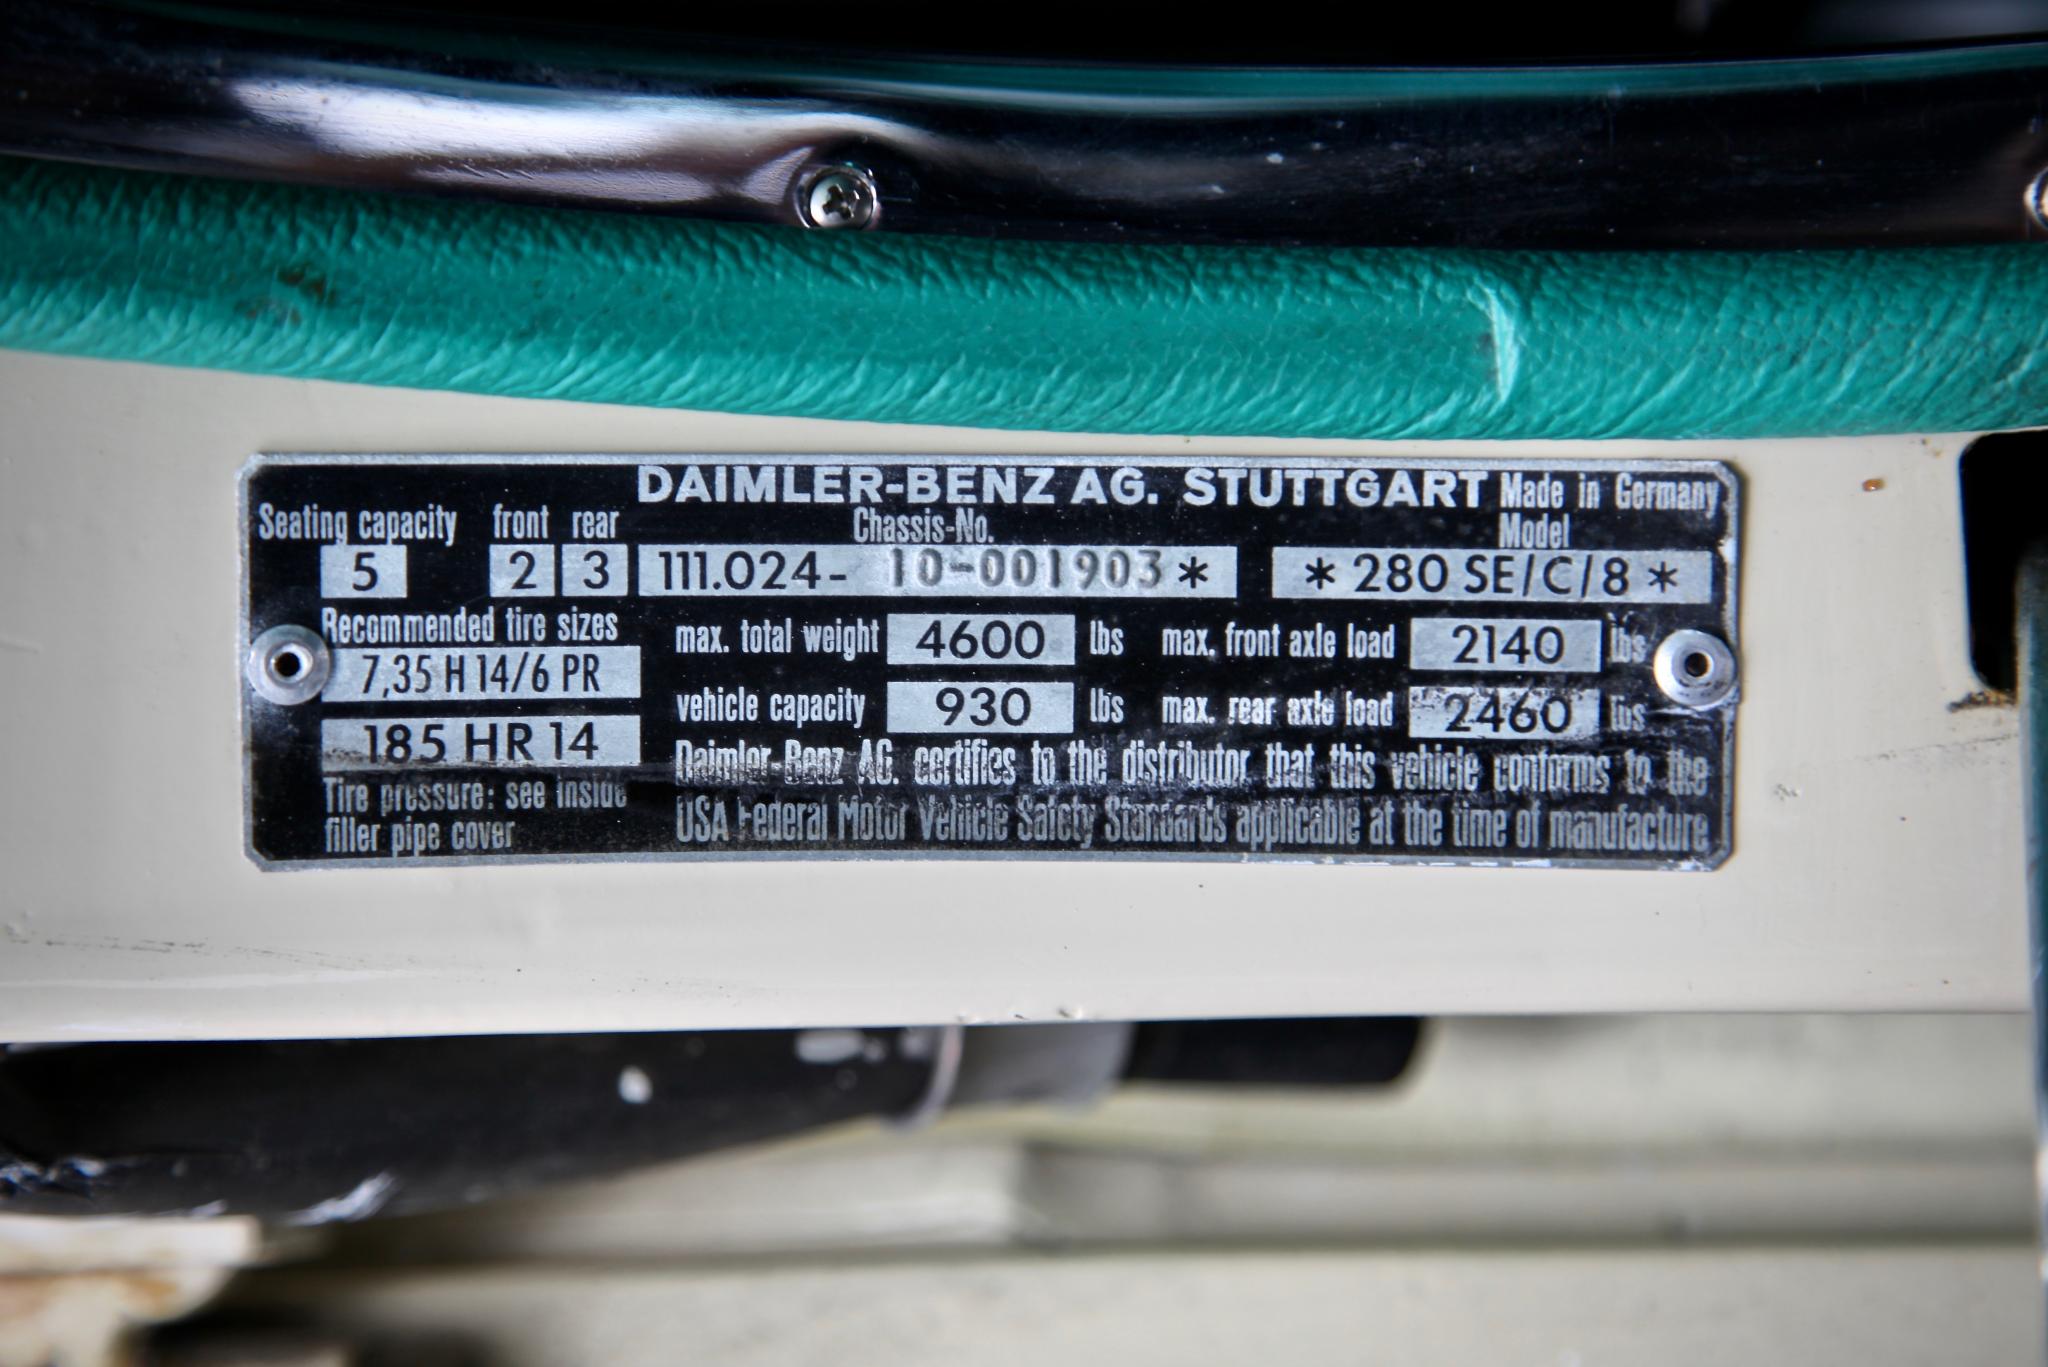 DAIMLER-BENZ AG. STUTTGART Made in Germany
Seating capacity front rear Chassis-No. Model
5 2 3 111.024- 10-001903 * * 280 SE/C/8 *
Recommended tire sizes max. total weight 4600 lbs max. front axle load 2140 lbs
7,35 H 14/6 PR
vehicle capacity 930 lbs max. rear axle load 2460 lbs
185 HR 14
Daimler-Benz AG. certifies to the distributor that this vehicle conforms to the
Tire pressure: see inside
USA Federal Motor Vehicle Safety Standards applicable at the time of manufacture
filler pipe cover